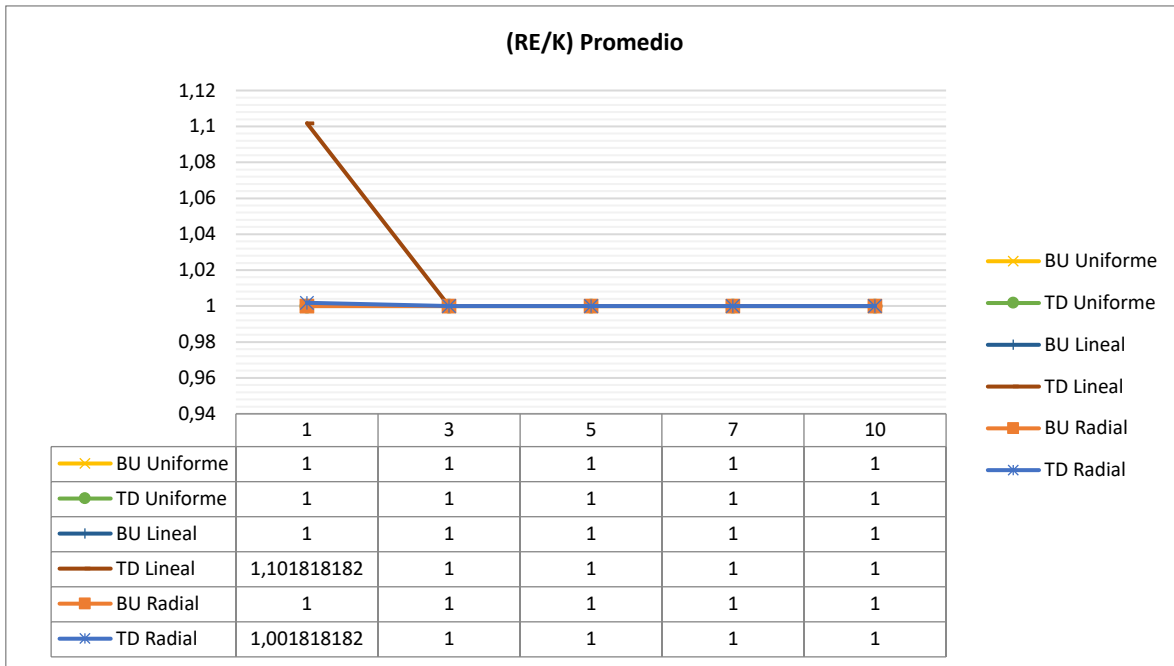 (RE/K) Promedio
1,12
1,1
1,08
1,06
1,04
1,02
1
0,98
0,96
0,94
BU Uniforme
TD Uniforme
BU Lineal
TD Lineal
BU Radial
TD Radial
1 3 5 7 10
BU Uniforme 1 1 1 1 1
TD Uniforme 1 1 1 1 1
BU Lineal 1 1 1 1 1
TD Lineal 1,101818182 1 1 1 1
BU Radial 1 1 1 1 1
TD Radial 1,001818182 1 1 1 1